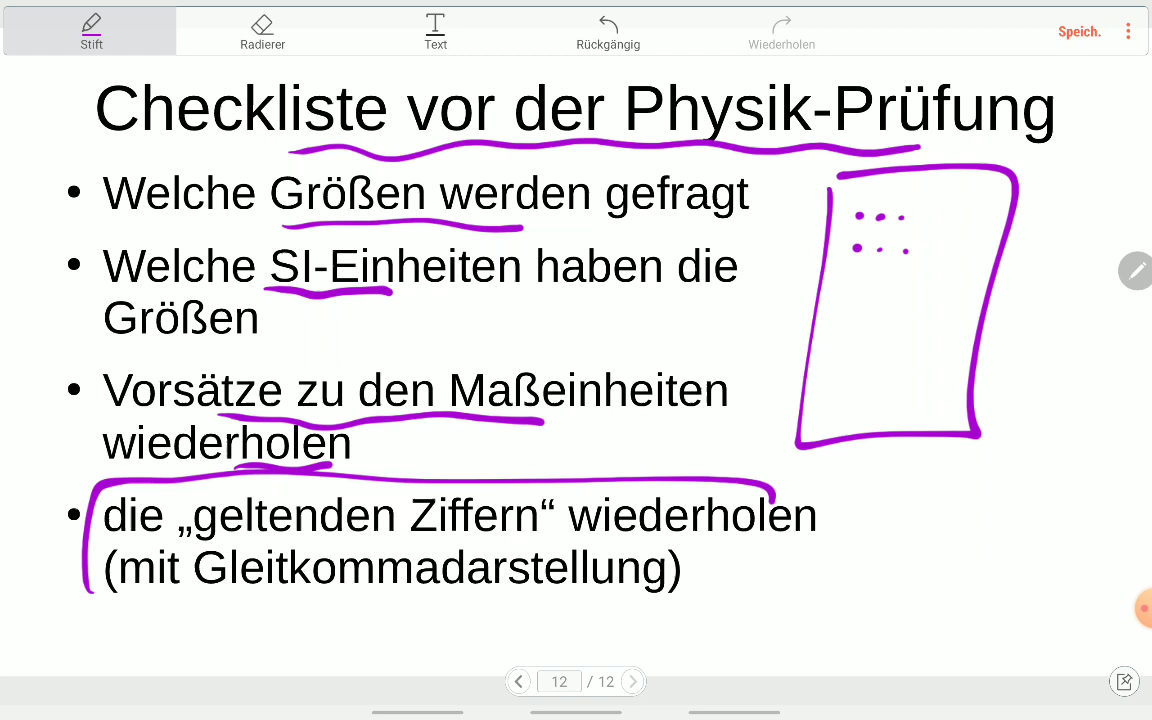 Stift
Radierer
Text
Rückgängig
Wiederholen
Speich.
Checkliste vor der Physik-Prüfung
• Welche Größen werden gefragt
• Welche SI-Einheiten haben die
Größen
• Vorsätze zu den Maßeinheiten
wiederholen
• die „geltenden Ziffern“ wiederholen
(mit Gleitkommadarstellung)
12 / 12